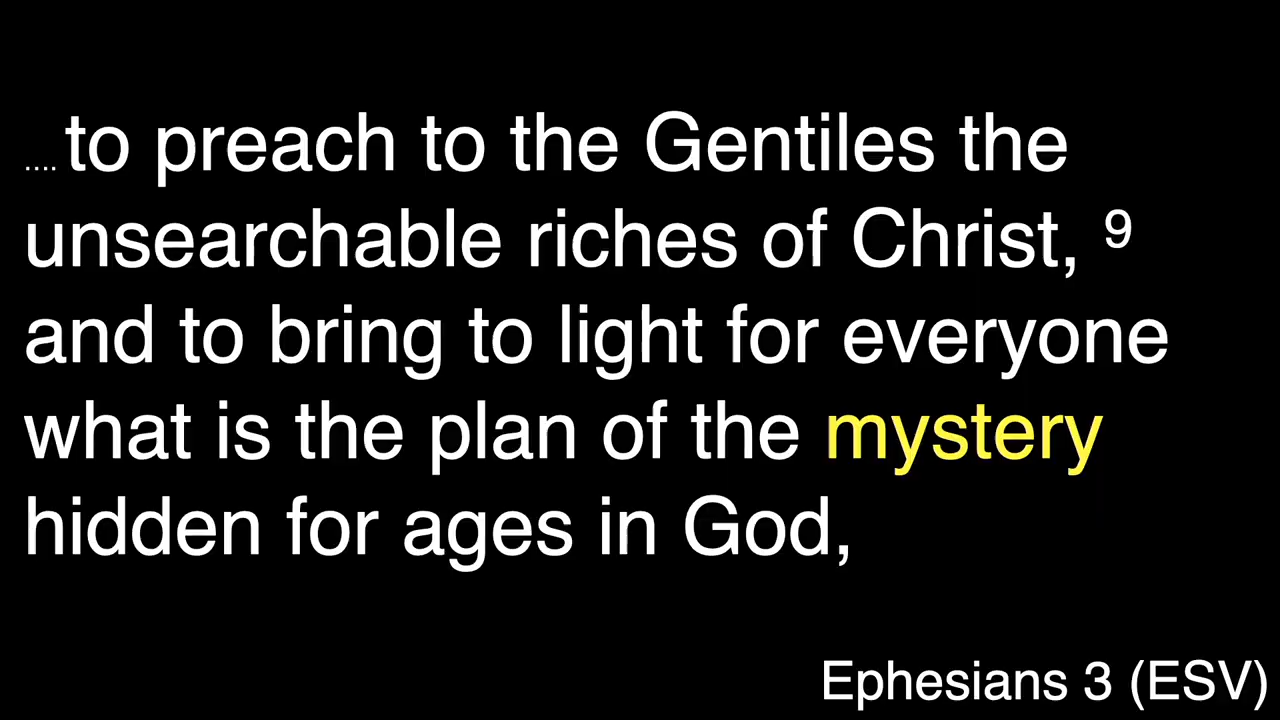 .... to preach to the Gentiles the
unsearchable riches of Christ, 9
and to bring to light for everyone
what is the plan of the mystery
hidden for ages in God,
Ephesians 3 (ESV)